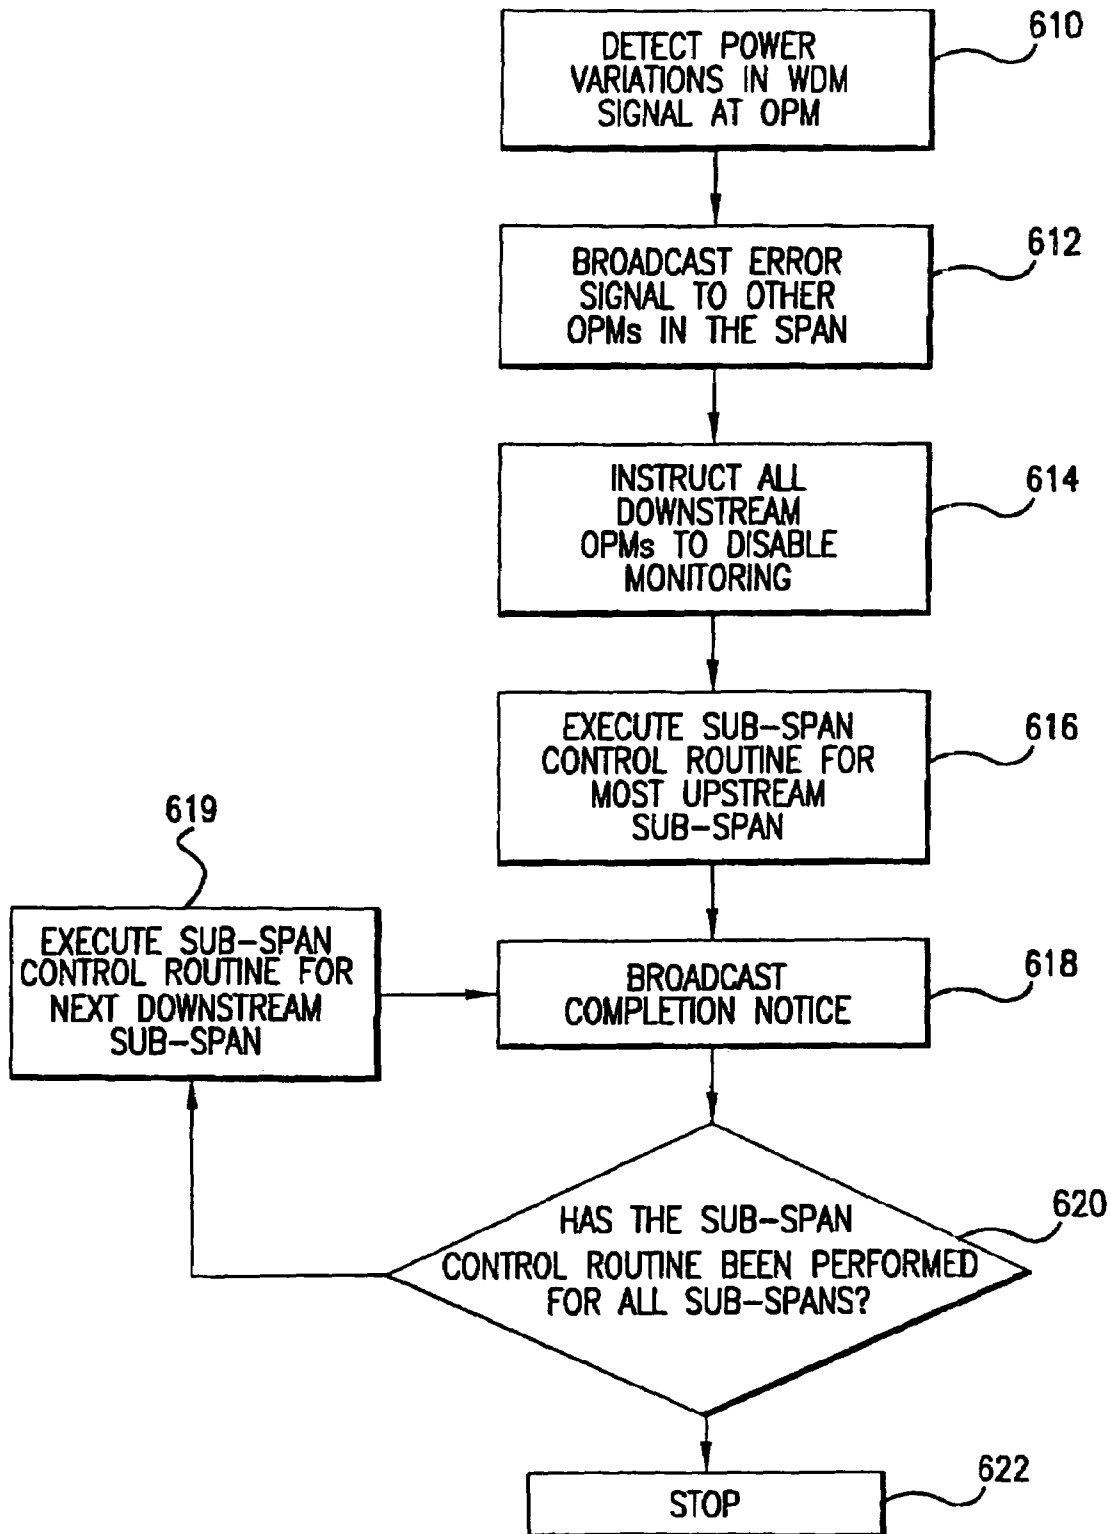 610
DETECT POWER
VARIATIONS IN WDM
SIGNAL AT OPM
612
BROADCAST ERROR
SIGNAL TO OTHER
OPMs IN THE SPAN
614
INSTRUCT ALL
DOWNSTREAM
OPMs TO DISABLE
MONITORING
616
EXECUTE SUB-SPAN
CONTROL ROUTINE FOR
MOST UPSTREAM
SUB-SPAN
619
EXECUTE SUB-SPAN
CONTROL ROUTINE FOR
NEXT DOWNSTREAM
SUB-SPAN
618
BROADCAST
COMPLETION NOTICE
620
HAS THE SUB-SPAN
CONTROL ROUTINE BEEN PERFORMED
FOR ALL SUB-SPANS?
622
STOP